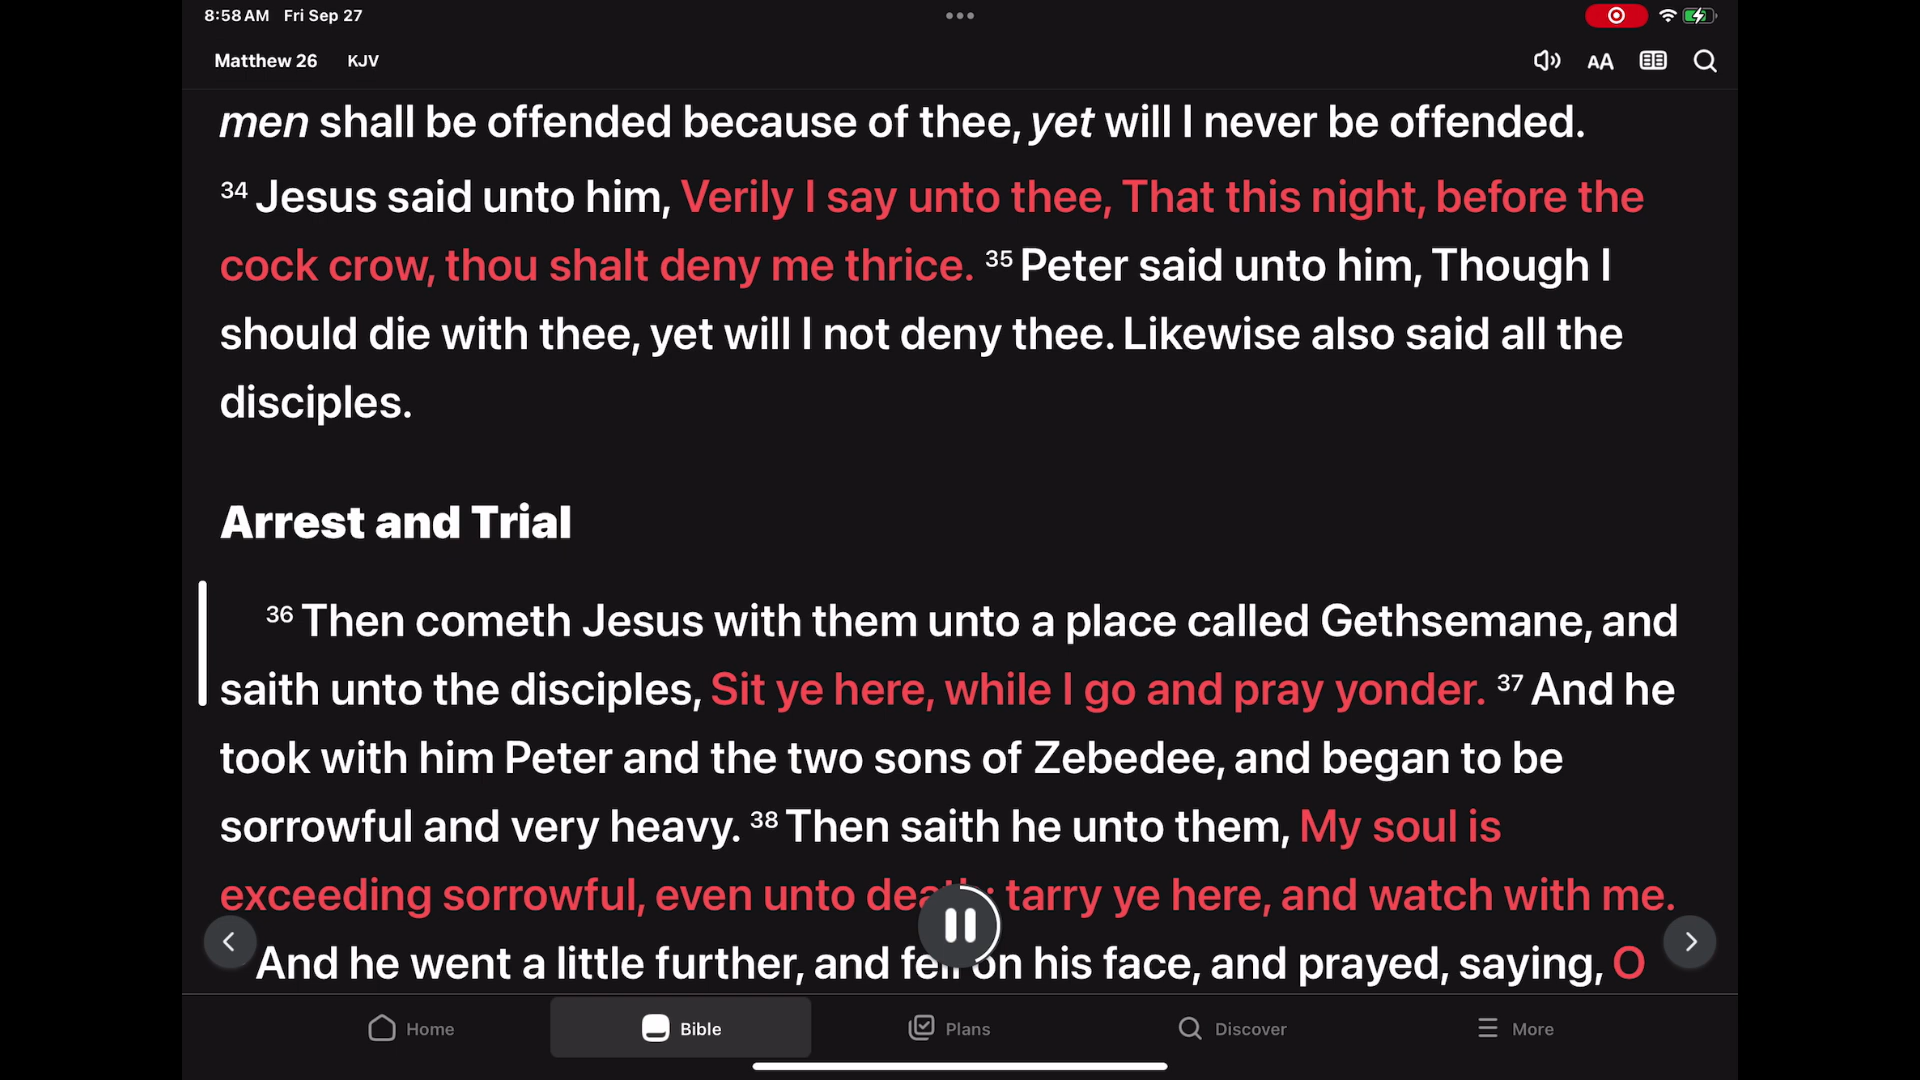 8:58 AM Fri Sep 27
Matthew 26 KJV AA
men shall be offended because of thee, yet will I never be offended.
34 Jesus said unto him, Verily I say unto thee, That this night, before the
cock crow, thou shalt deny me thrice. 35 Peter said unto him, Though I
should die with thee, yet will I not deny thee. Likewise also said all the
disciples.
Arrest and Trial
36 Then cometh Jesus with them unto a place called Gethsemane, and
saith unto the disciples, Sit ye here, while I go and pray yonder. 37 And he
took with him Peter and the two sons of Zebedee, and began to be
sorrowful and very heavy. 38 Then saith he unto them, My soul is
exceeding sorrowful, even unto death: tarry ye here, and watch with me.
And he went a little further, and fell on his face, and prayed, saying, O
Home Bible Plans Discover More